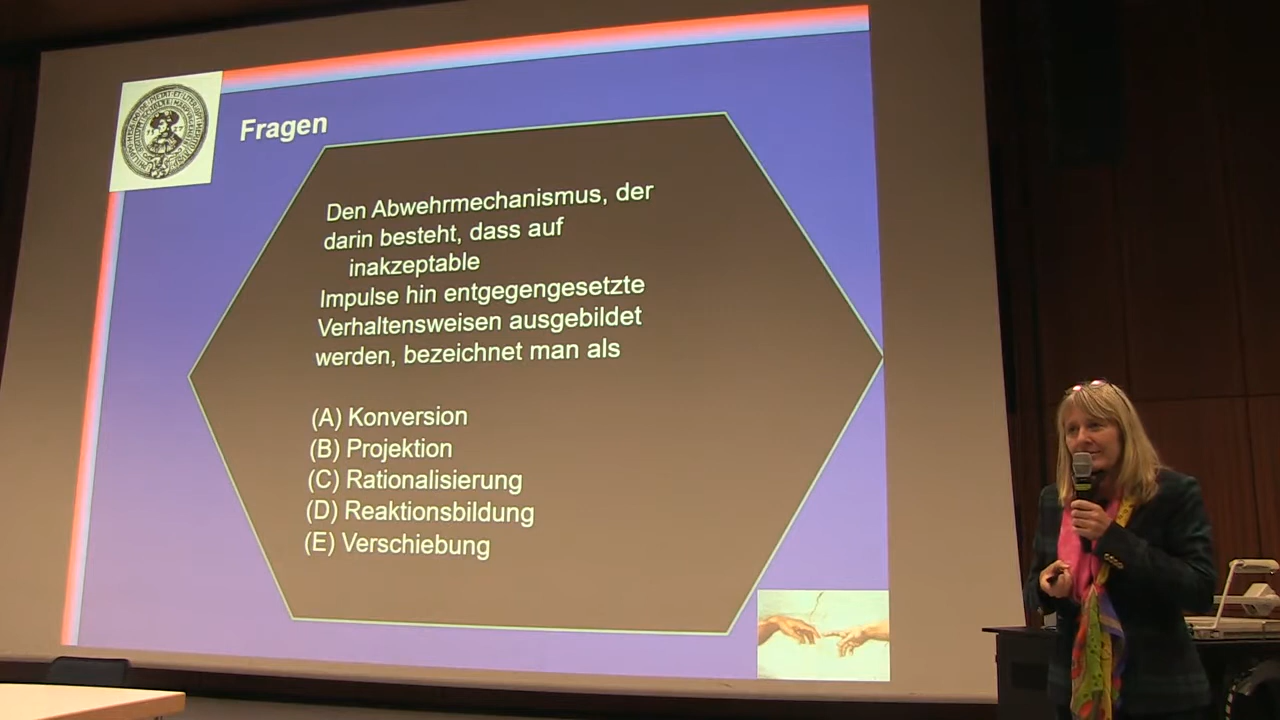 Fragen
Den Abwehrmechanismus, der
darin besteht, dass auf
inakzeptable
Impulse hin entgegengesetzte
Verhaltensweisen ausgebildet
werden, bezeichnet man als
(A) Konversion
(B) Projektion
(C) Rationalisierung
(D) Reaktionsbildung
(E) Verschiebung